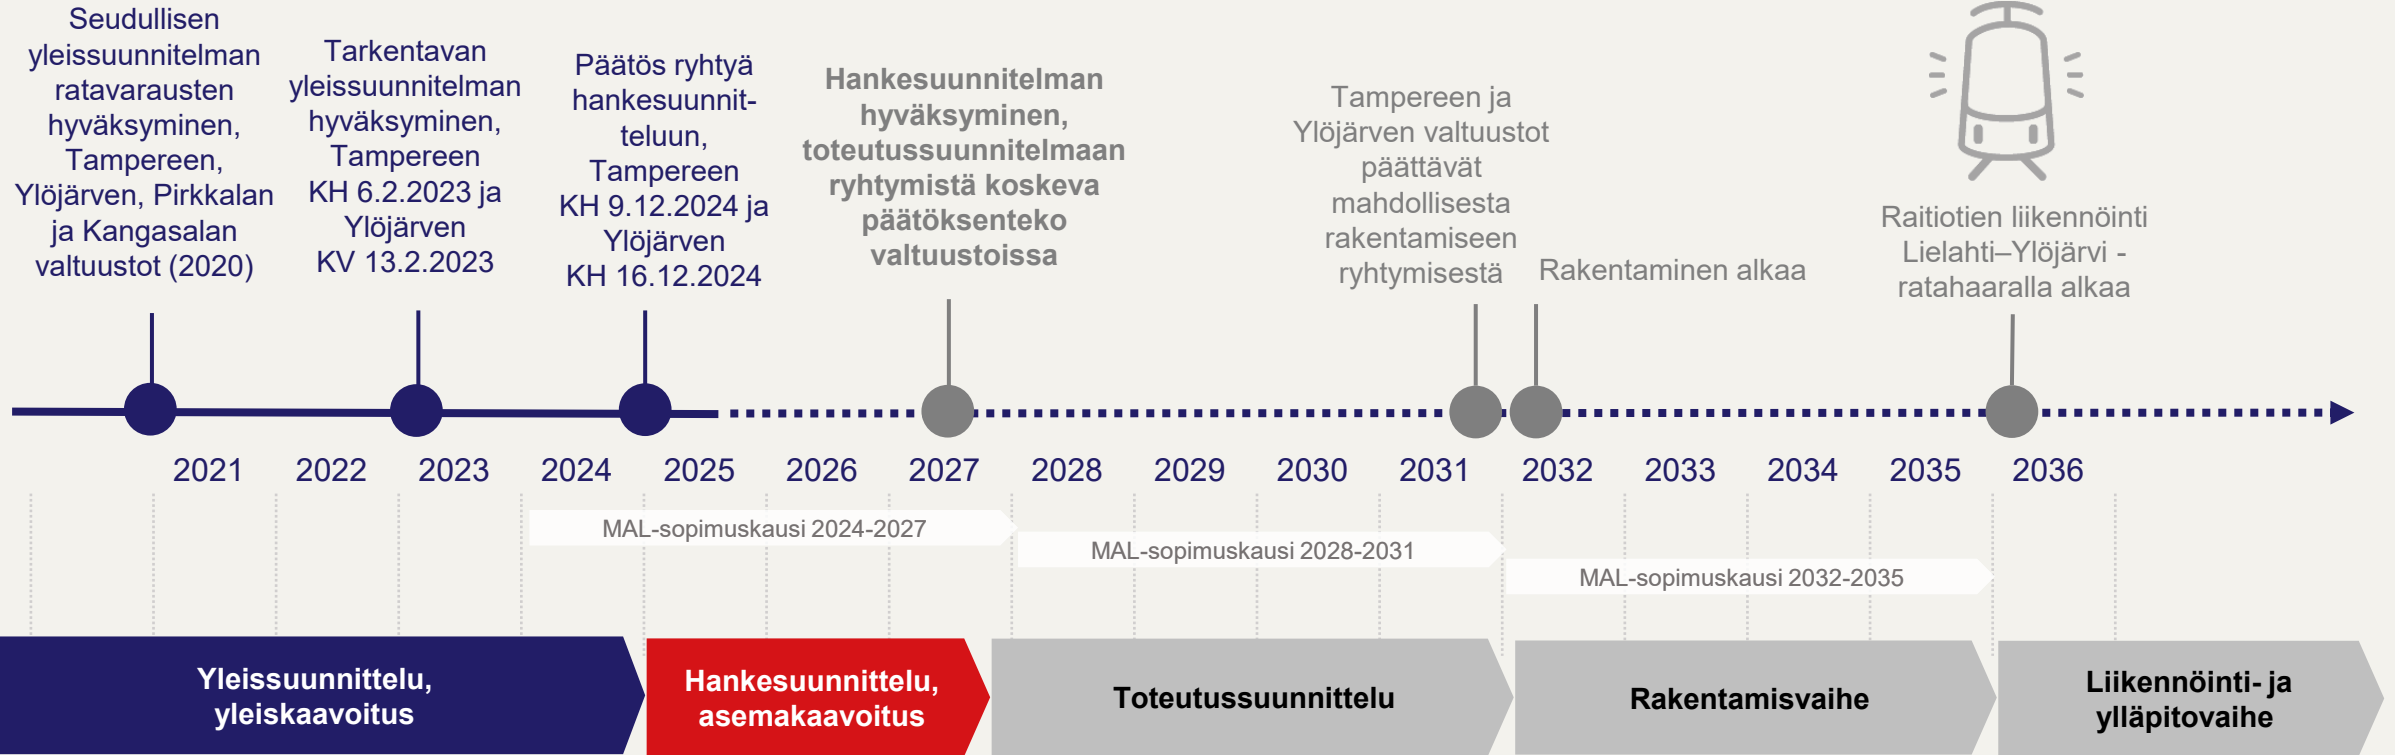 Seudullisen
yleissuunnitelman
ratavarausten
hyväksyminen,
Tampereen,
Ylöjärven, Pirkkalan
ja Kangasalan
valtuustot (2020)
Tarkentavan
yleissuunnitelman
hyväksyminen,
Tampereen
KH 6.2.2023 ja
Ylöjärven
KV 13.2.2023
Päätös ryhtyä
hankesuunnit-
teluun,
Tampereen
KH 9.12.2024 ja
Ylöjärven
KH 16.12.2024
Hankesuunnitelman
hyväksyminen,
toteutussuunnitelmaan
ryhtymistä koskeva
päätöksenteko
valtuustoissa
Tampereen ja
Ylöjärven valtuustot
päättävät
mahdollisesta
rakentamiseen
ryhtymisestä
Rakentaminen alkaa
Raitiotien liikennöinti
Lielahti–Ylöjärvi -
ratahaaralla alkaa
2021 2022 2023 2024 2025 2026 2027 2028 2029 2030 2031 2032 2033 2034 2035 2036
MAL-sopimuskausi 2024-2027
MAL-sopimuskausi 2028-2031
MAL-sopimuskausi 2032-2035
Yleissuunnittelu,
yleiskaavoitus
Hankesuunnittelu,
asemakaavoitus
Toteutussuunnittelu
Rakentamisvaihe
Liikennöinti- ja
ylläpitovaihe